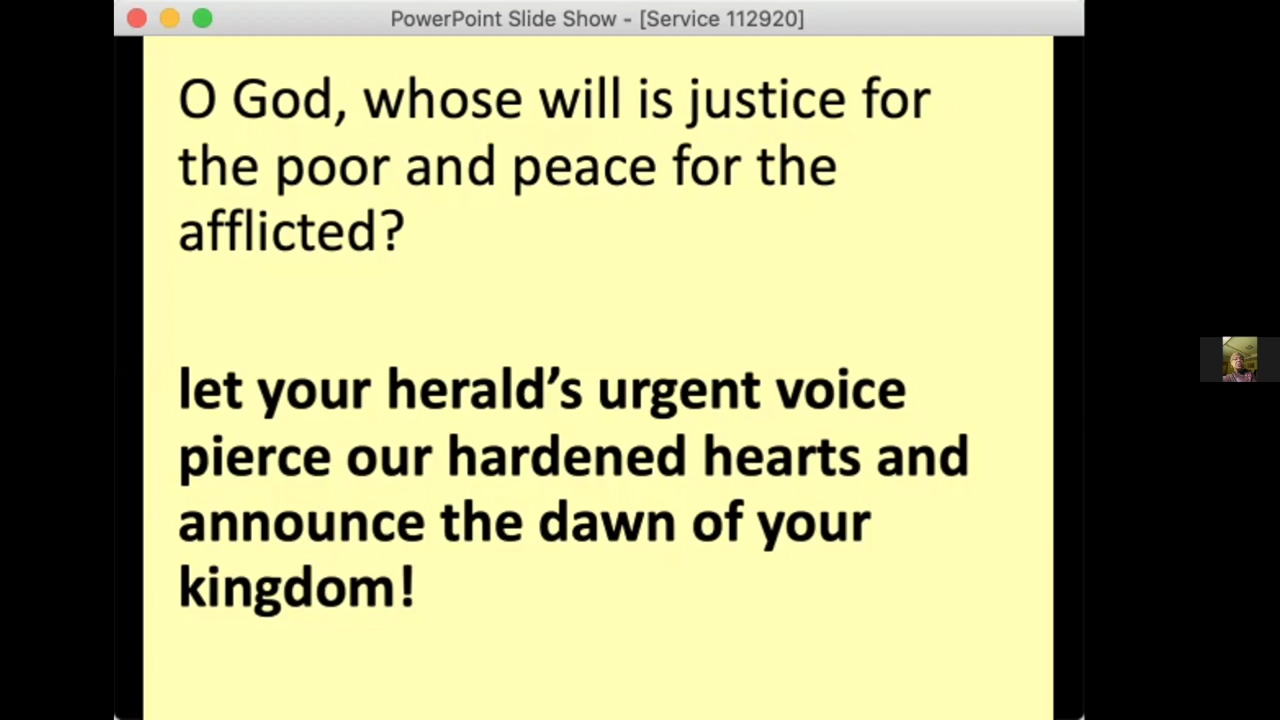 PowerPoint Slide Show - [Service 112920]
O God, whose will is justice for
the poor and peace for the
afflicted?
let your herald’s urgent voice
pierce our hardened hearts and
announce the dawn of your
kingdom!